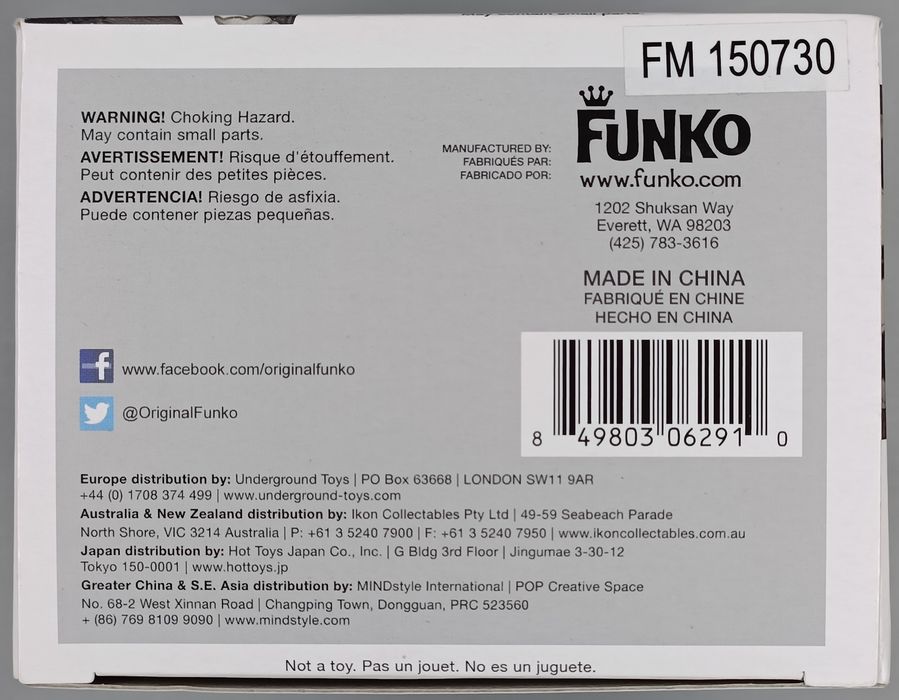 FM 150730
WARNING! Choking Hazard.
May contain small parts.
AVERTISSEMENT! Risque d'étouffement.
Peut contenir des petites pièces.
ADVERTENCIA! Riesgo de asfixia.
Puede contener piezas pequeñas.
MANUFACTURED BY:
FABRIQUÉS PAR:
FABRICADO POR:
FUNKO
www.funko.com
1202 Shuksan Way
Everett, WA 98203
(425) 783-3616
MADE IN CHINA
FABRIQUÉ EN CHINE
HECHO EN CHINA
8 49803 06291 0
www.facebook.com/originalfunko
@OriginalFunko
Europe distribution by: Underground Toys | PO Box 63668 | LONDON SW11 9AR
+44 (0) 1708 374 499 | www.underground-toys.com
Australia & New Zealand distribution by: Ikon Collectables Pty Ltd | 49-59 Seabeach Parade
North Shore, VIC 3214 Australia | P: +61 3 5240 7900 | F: +61 3 5240 7950 | www.ikoncollectables.com.au
Japan distribution by: Hot Toys Japan Co., Inc. | G Bldg 3rd Floor | Jingumae 3-30-12
Tokyo 150-0001 | www.hottoys.jp
Greater China & S.E. Asia distribution by: MINDstyle International | POP Creative Space
No. 68-2 West Xinnan Road | Changping Town, Dongguan, PRC 523560
+ (86) 769 8109 9090 | www.mindstyle.com
Not a toy. Pas un jouet. No es un juguete.